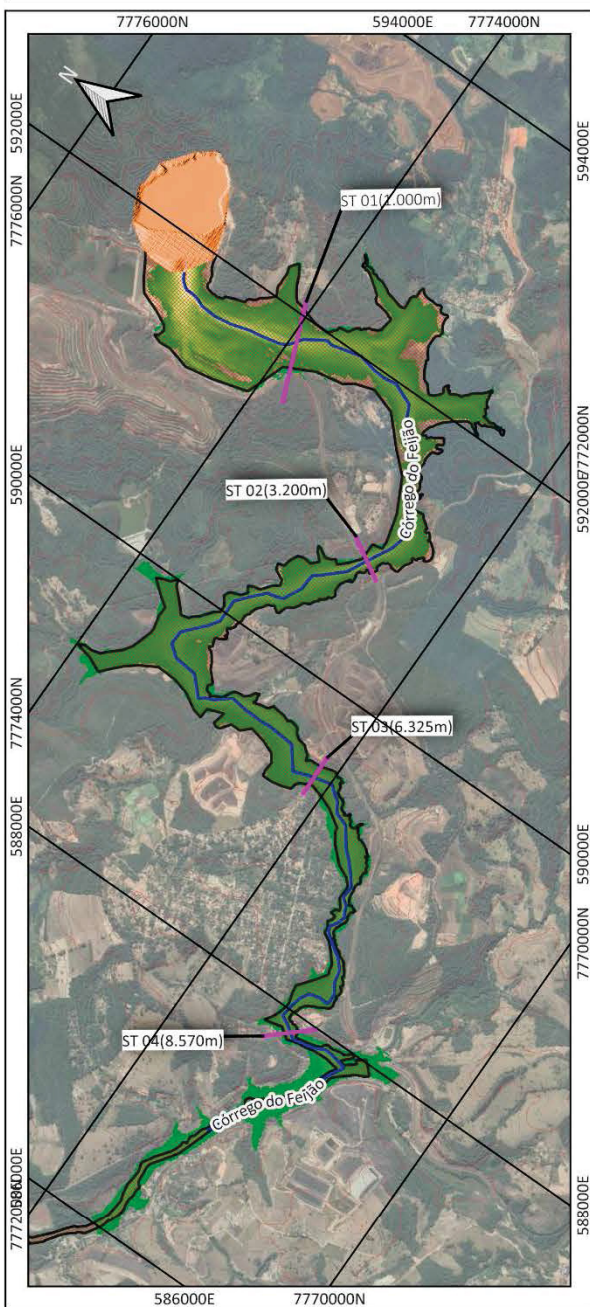 7776000N
594000E
7774000N
N
592000E
594000E
7776000N
ST 01(1.000m)
Córrego do Feijão
7772000N
590000E
ST 02(3.200m)
592000E
7774000N
ST 03(6.325m)
588000E
590000E
7770000N
ST 04(8.570m)
Córrego do Feijão
586000E
588000E
7772000N
586000E
7770000N